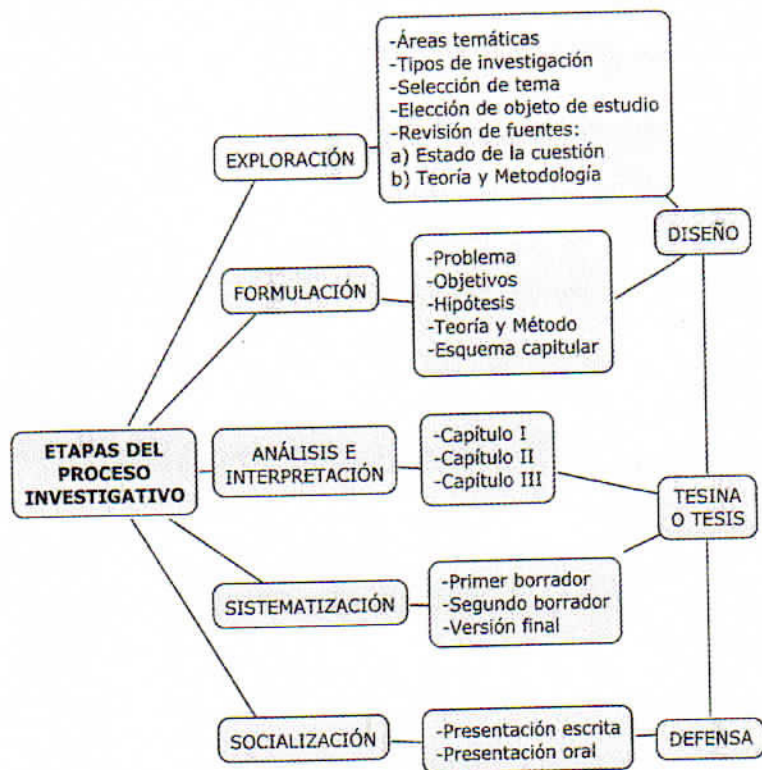 -Áreas temáticas
-Tipos de investigación
-Selección de tema
-Elección de objeto de estudio
-Revisión de fuentes:
a) Estado de la cuestión
b) Teoría y Metodología
EXPLORACIÓN
DISEÑO
-Problema
-Objetivos
-Hipótesis
-Teoría y Método
-Esquema capitular
FORMULACIÓN
ETAPAS DEL
PROCESO
INVESTIGATIVO
ANÁLISIS E
INTERPRETACIÓN
-Capítulo I
-Capítulo II
-Capítulo III
TESINA
O TESIS
SISTEMATIZACIÓN
-Primer borrador
-Segundo borrador
-Versión final
SOCIALIZACIÓN
-Presentación escrita
-Presentación oral
DEFENSA